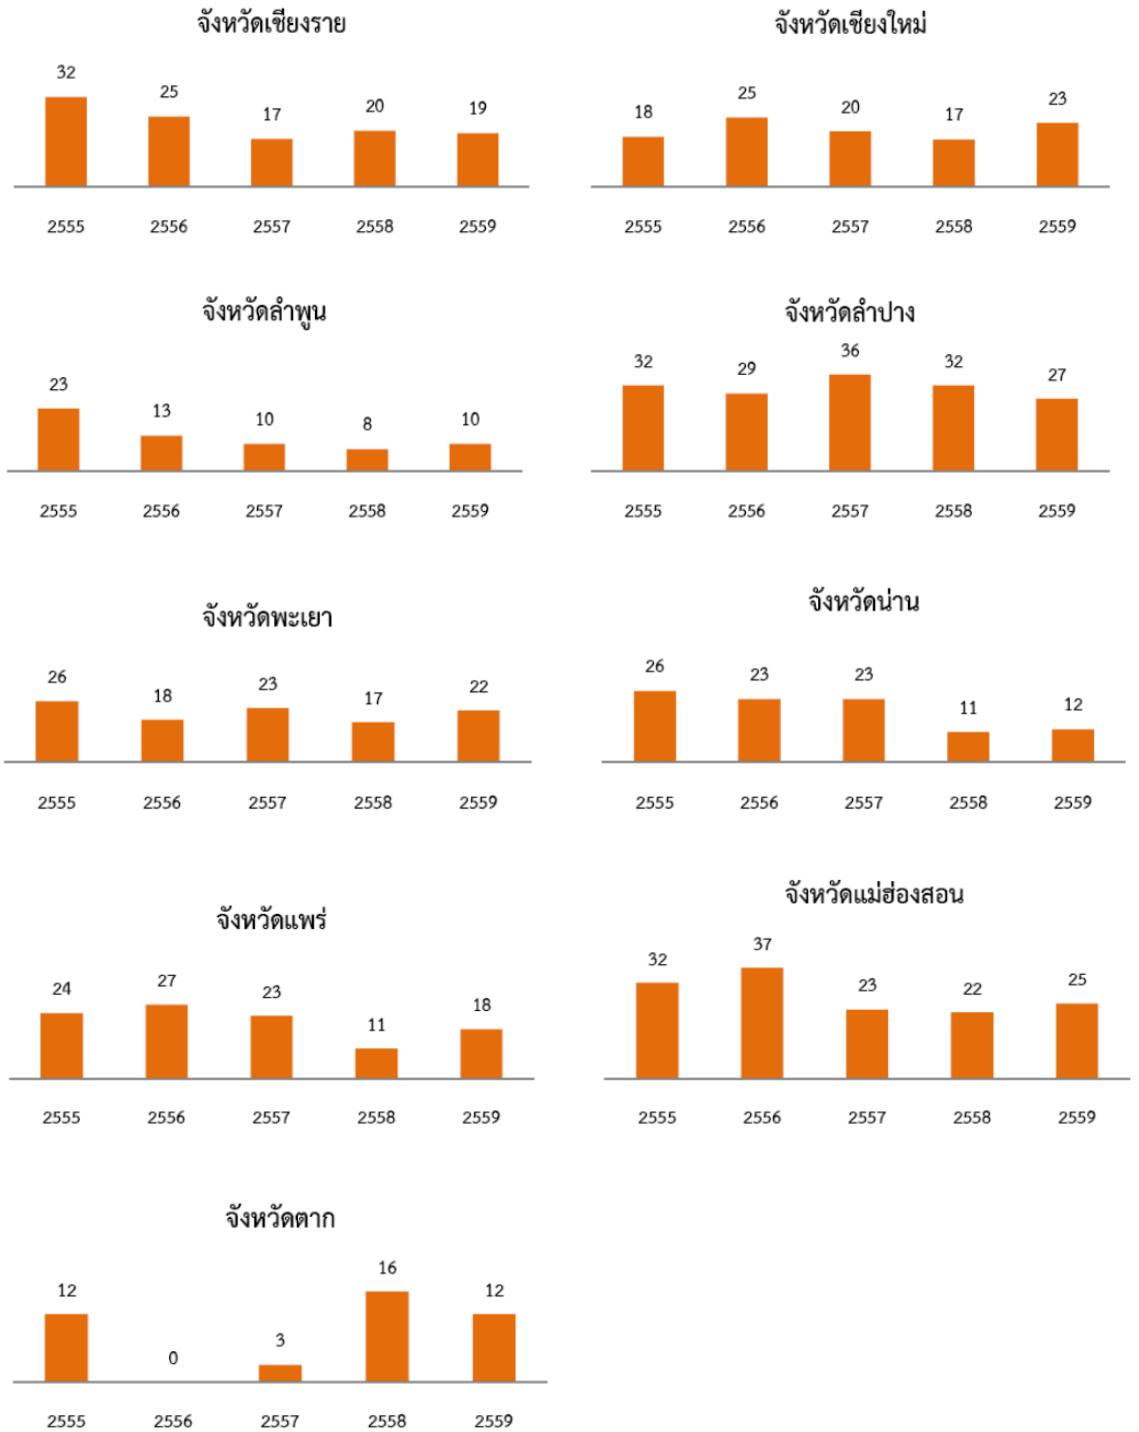 จังหวัดเชียงราย
32 25 17 20 19
2555 2556 2557 2558 2559
จังหวัดเชียงใหม่
18 25 20 17 23
2555 2556 2557 2558 2559
จังหวัดลำพูน
23 13 10 8 10
2555 2556 2557 2558 2559
จังหวัดลำปาง
32 29 36 32 27
2555 2556 2557 2558 2559
จังหวัดพะเยา
26 18 23 17 22
2555 2556 2557 2558 2559
จังหวัดน่าน
26 23 23 11 12
2555 2556 2557 2558 2559
จังหวัดแพร่
24 27 23 11 18
2555 2556 2557 2558 2559
จังหวัดแม่ฮ่องสอน
32 37 23 22 25
2555 2556 2557 2558 2559
จังหวัดตาก
12 0 3 16 12
2555 2556 2557 2558 2559